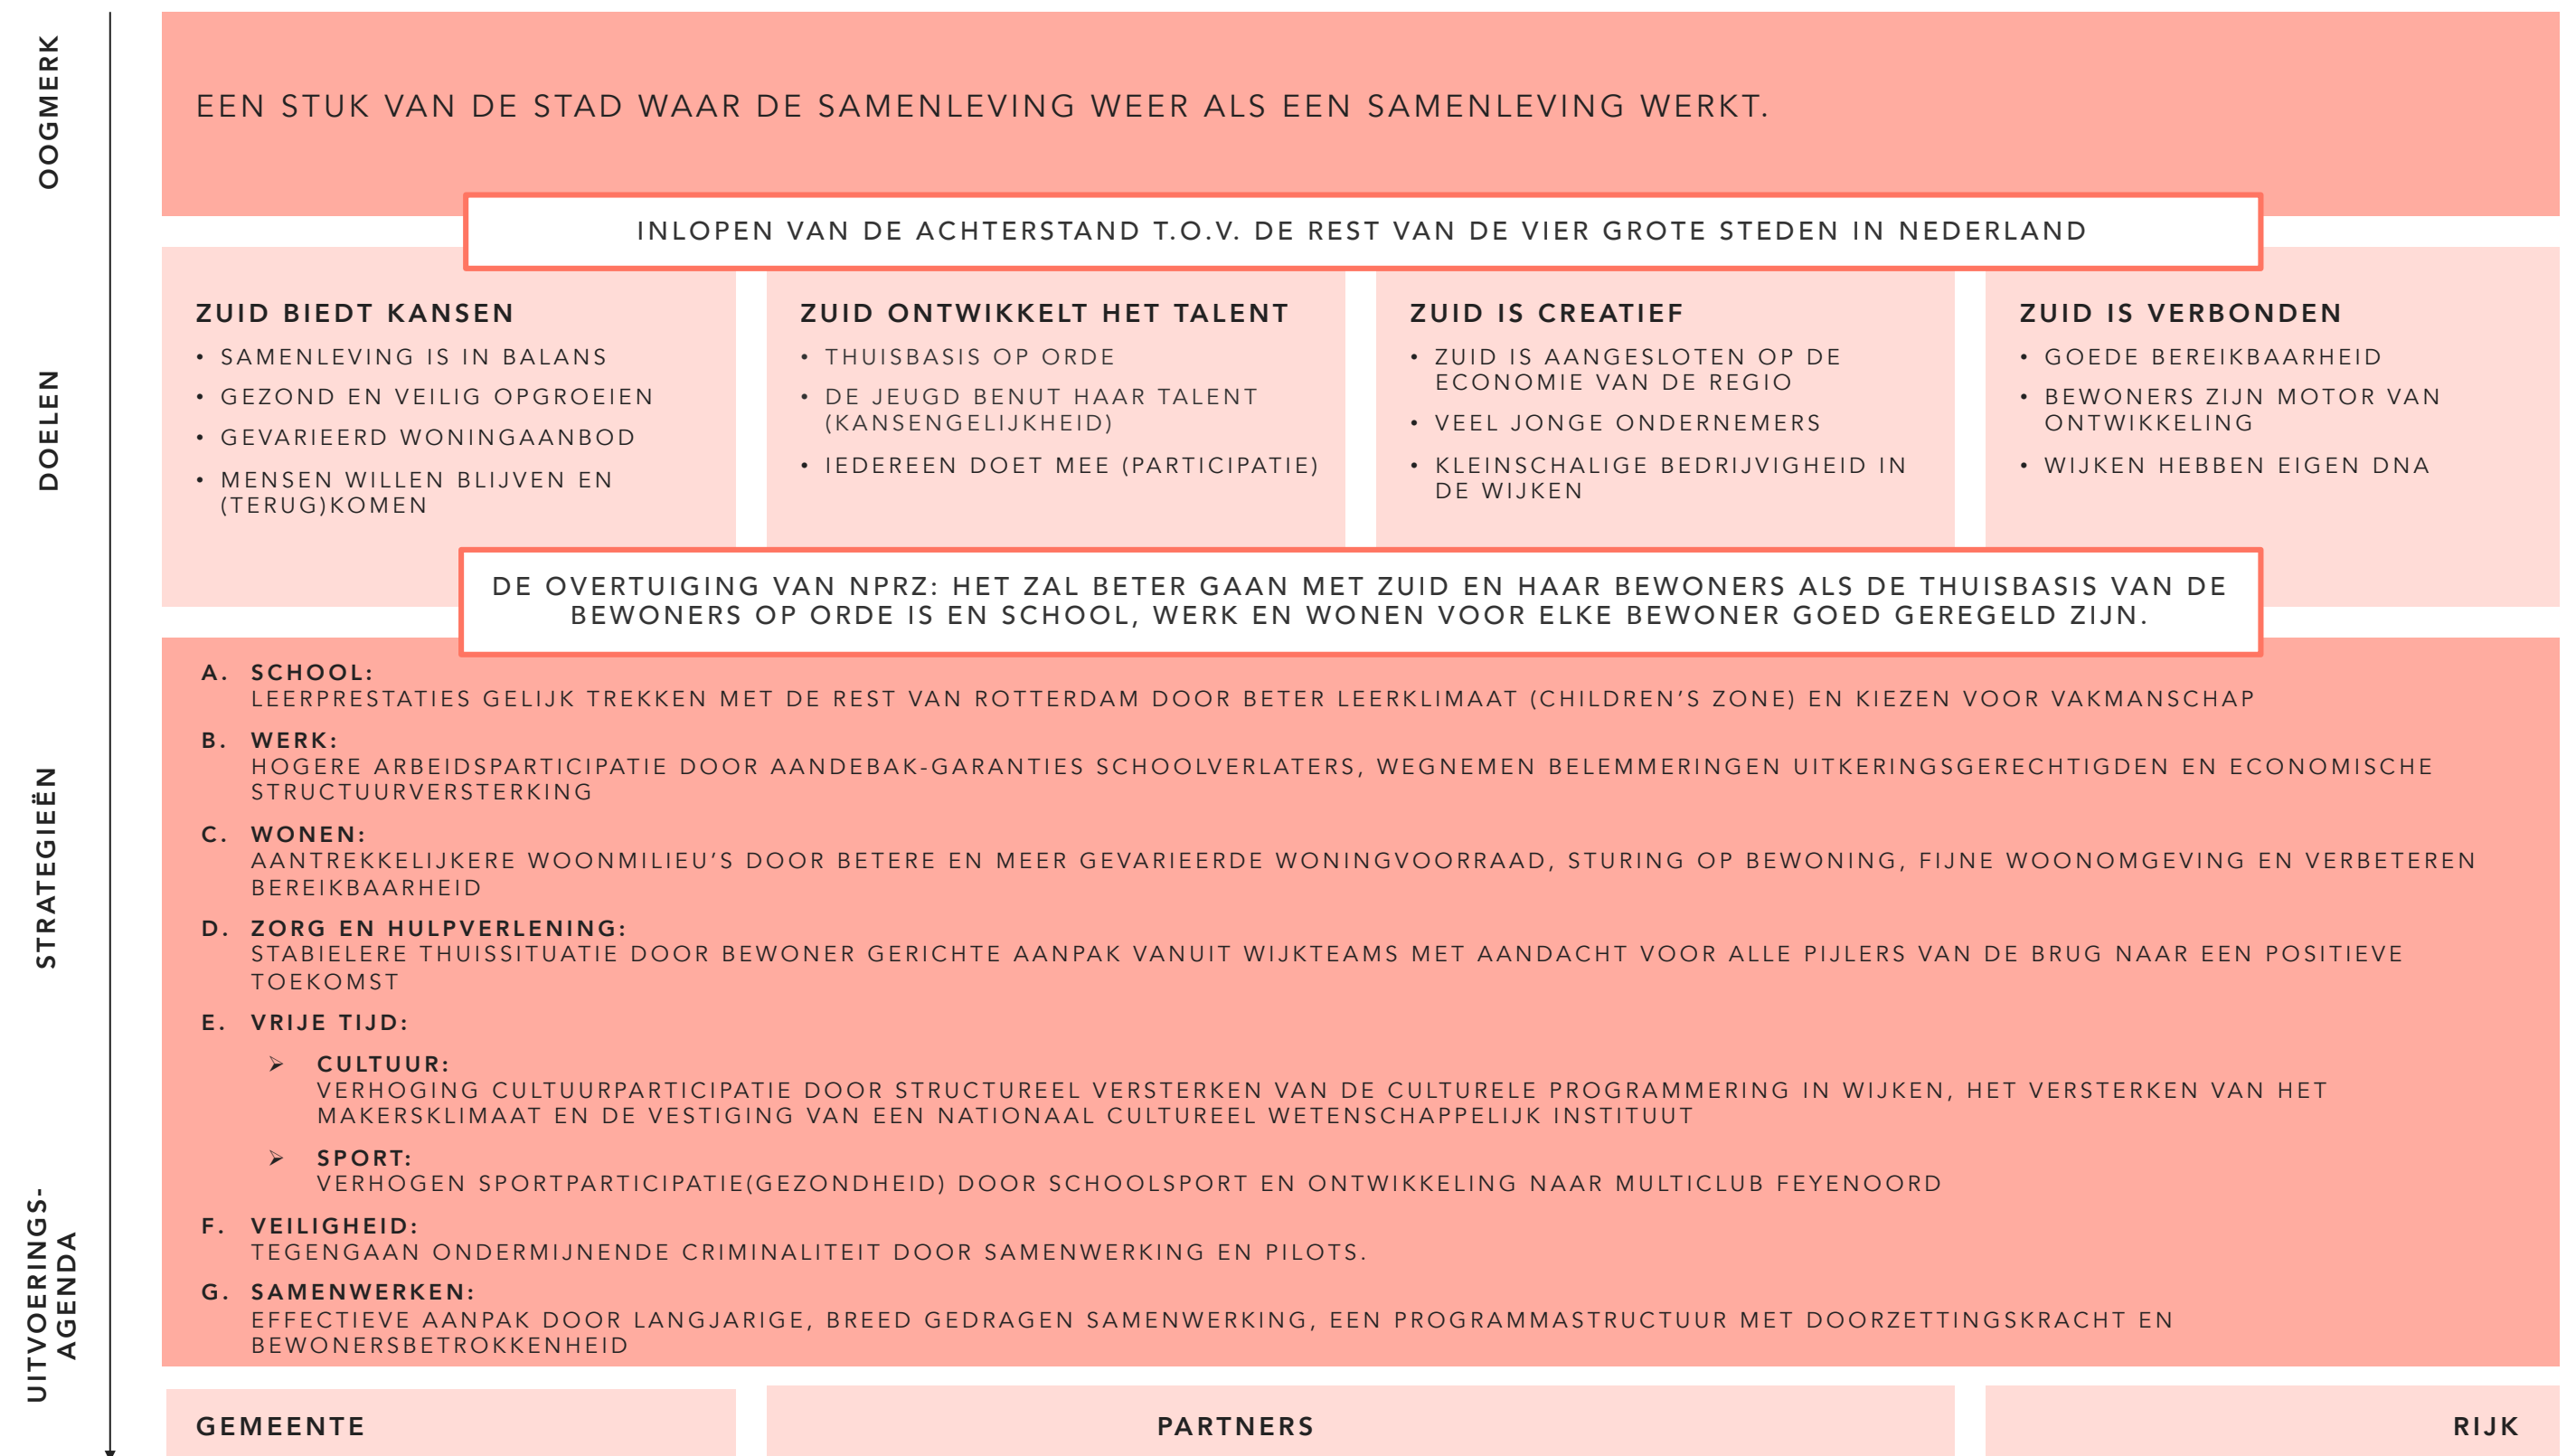 OOGMERK
EEN STUK VAN DE STAD WAAR DE SAMENLEVING WEER ALS EEN SAMENLEVING WERKT.
INLOPEN VAN DE ACHTERSTAND T.O.V. DE REST VAN DE VIER GROTE STEDEN IN NEDERLAND
DOELEN
ZUID BIEDT KANSEN
• SAMENLEVING IS IN BALANS
• GEZOND EN VEILIG OPGROEIEN
• GEVARIEERD WONINGAANBOD
• MENSEN WILLEN BLIJVEN EN
(TERUG)KOMEN
ZUID ONTWIKKELT HET TALENT
• THUISBASIS OP ORDE
• DE JEUGD BENUT HAAR TALENT
(KANSENGELIJKHEID)
• IEDEREEN DOET MEE (PARTICIPATIE)
ZUID IS CREATIEF
• ZUID IS AANGESLOTEN OP DE
ECONOMIE VAN DE REGIO
• VEEL JONGE ONDERNEMERS
• KLEINSCHALIGE BEDRIJVIGHEID IN
DE WIJKEN
ZUID IS VERBONDEN
• GOEDE BEREIKBAARHEID
• BEWONERS ZIJN MOTOR VAN
ONTWIKKELING
• WIJKEN HEBBEN EIGEN DNA
DE OVERTUIGING VAN NPRZ: HET ZAL BETER GAAN MET ZUID EN HAAR BEWONERS ALS DE THUISBASIS VAN DE
BEWONERS OP ORDE IS EN SCHOOL, WERK EN WONEN VOOR ELKE BEWONER GOED GEREGELD ZIJN.
STRATEGIEËN
A. SCHOOL:
LEERPRESTATIES GELIJK TREKKEN MET DE REST VAN ROTTERDAM DOOR BETER LEERKLIMAAT (CHILDREN'S ZONE) EN KIEZEN VOOR VAKMANSCHAP
B. WERK:
HOGERE ARBEIDSPARTICIPATIE DOOR AANDEBAK-GARANTIES SCHOOLVERLATERS, WEGNEMEN BELEMMERINGEN UITKERINGSGERECHTIGDEN EN ECONOMISCHE
STRUCTUURVERSTERKING
C. WONEN:
AANTREKKELIJKERE WOONMILIEU'S DOOR BETERE EN MEER GEVARIEERDE WONINGVOORRAAD, STURING OP BEWONING, FIJNE WOONOMGEVING EN VERBETEREN
BEREIKBAARHEID
D. ZORG EN HULPVERLENING:
STABIELERE THUISSITUATIE DOOR BEWONER GERICHTE AANPAK VANUIT WIJKTEAMS MET AANDACHT VOOR ALLE PIJLERS VAN DE BRUG NAAR EEN POSITIEVE
TOEKOMST
E. VRIJE TIJD:
➢ CULTUUR:
VERHOGING CULTUURPARTICIPATIE DOOR STRUCTUREEL VERSTERKEN VAN DE CULTURELE PROGRAMMERING IN WIJKEN, HET VERSTERKEN VAN HET
MAKERSKLIMAAT EN DE VESTIGING VAN EEN NATIONAAL CULTUREEL WETENSCHAPPELIJK INSTITUUT
➢ SPORT:
VERHOGEN SPORTPARTICIPATIE(GEZONDHEID) DOOR SCHOOLSPORT EN ONTWIKKELING NAAR MULTICLUB FEYENOORD
F. VEILIGHEID:
TEGENGAAN ONDERMIJNENDE CRIMINALITEIT DOOR SAMENWERKING EN PILOTS.
G. SAMENWERKEN:
EFFECTIEVE AANPAK DOOR LANGJARIGE, BREED GEDRAGEN SAMENWERKING, EEN PROGRAMMASTRUCTUUR MET DOORZETTINGSKRACHT EN
BEWONERSBETROKKENHEID
UITVOERINGS-
AGENDA
GEMEENTE
PARTNERS
RIJK